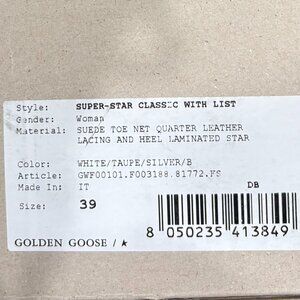 Style: SUPER-STAR CLASSIC WITH LIST
Gender: Woman
Material: SUEDE TOE NET QUARTER LEATHER
LACING AND HEEL LAMINATED STAR
Color: WHITE/TAUPE/SILVER/B
Article: GWF00101.F003188.81772.FS
Made In: IT
DB
Size: 39
GOLDEN GOOSE /
8 050235 413849